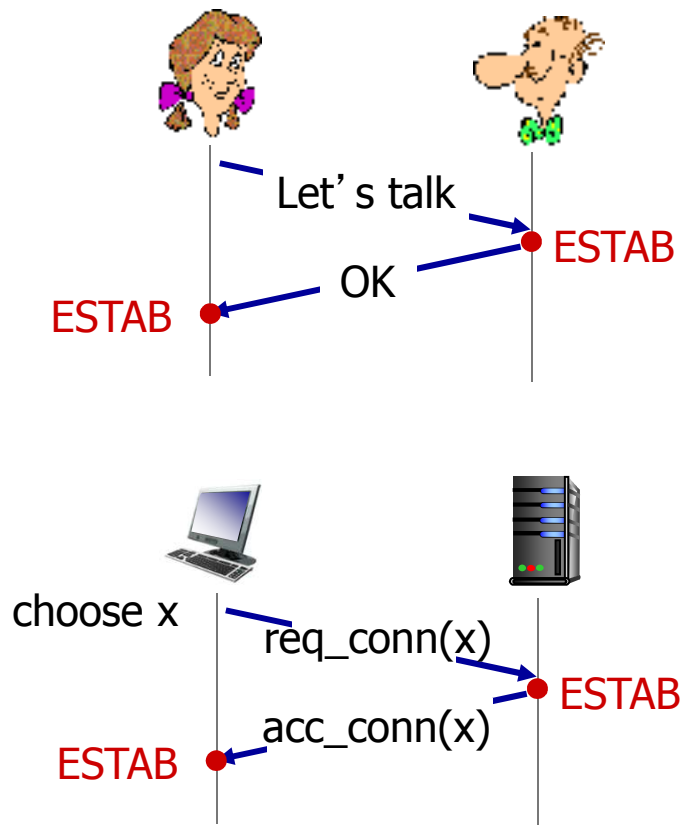 Let’s talk
ESTAB
OK
ESTAB
choose x
req_conn(x)
ESTAB
acc_conn(x)
ESTAB